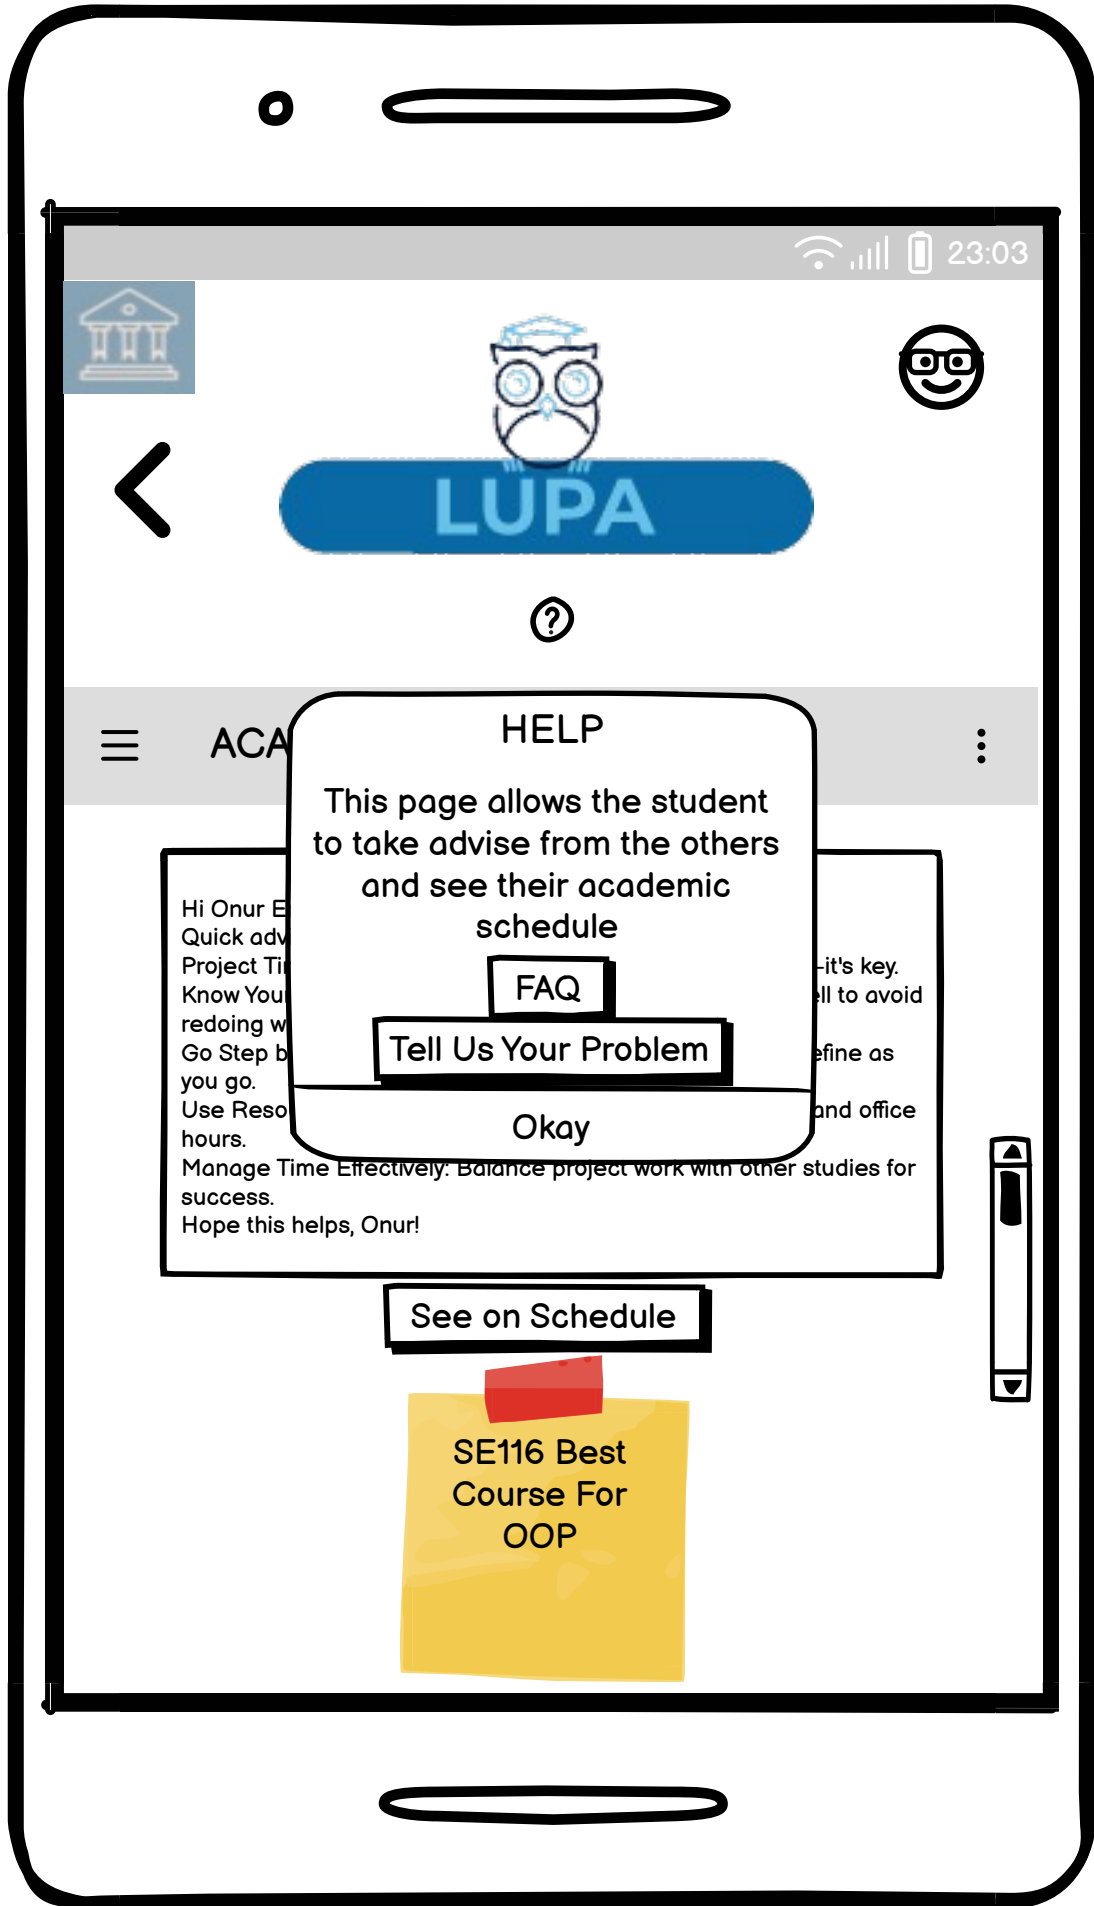 23:03
LUPA
?
ACA
HELP
This page allows the student
to take advise from the others
and see their academic
schedule
FAQ
Tell Us Your Problem
Okay
Hi Onur E
Quick adv
Project Ti it's key.
Know You ll to avoid
redoing w
Go Step b efine as
you go.
Use Reso and office
hours.
Manage Time Effectively: Balance project work with other studies for
success.
Hope this helps, Onur!
See on Schedule
SE116 Best
Course For
OOP